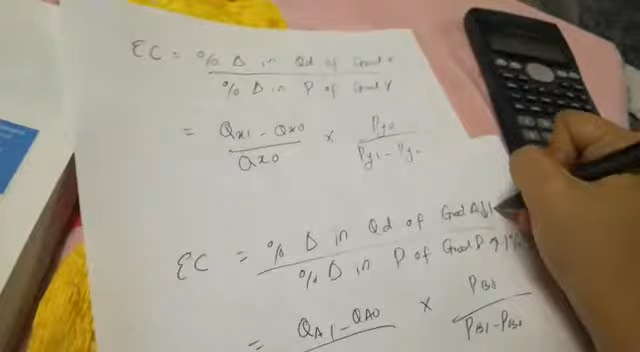 EC = % Δ in Qd of Good x
% Δ in P of Good Y
= Qx1 - Qx0 × Py0
Qx0 Py1 - Py0
EC = % Δ in Qd of Good A
% Δ in P of Good
= QA1 - QA0 × PB0
PB1 - PB0